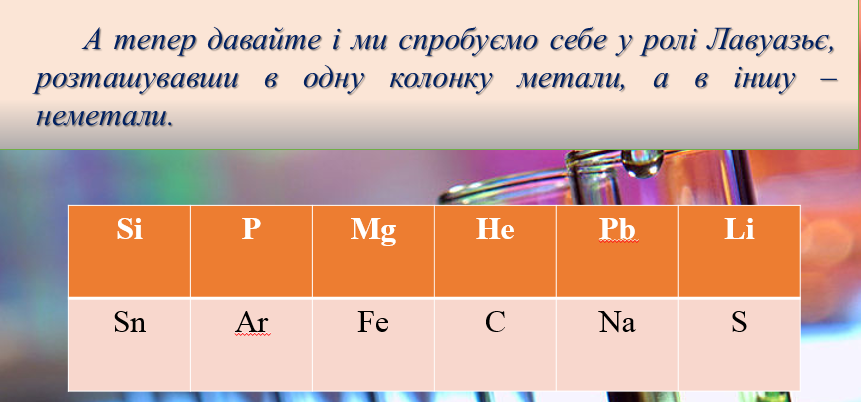 А тепер давайте і ми спробуємо себе у ролі Лавуазьє,
розташувавши в одну колонку метали, а в іншу –
неметали.
Si P Mg He Pb Li
Sn Ar Fe C Na S